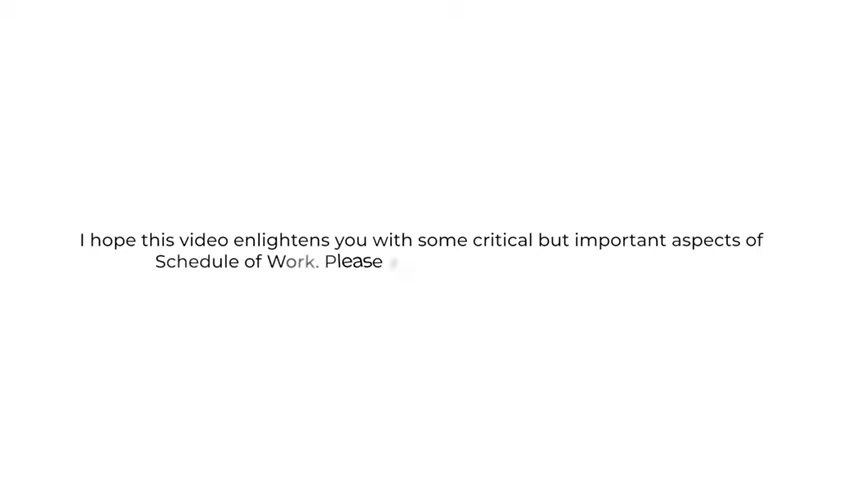 I hope this video enlightens you with some critical but important aspects of
Schedule of Work. Please